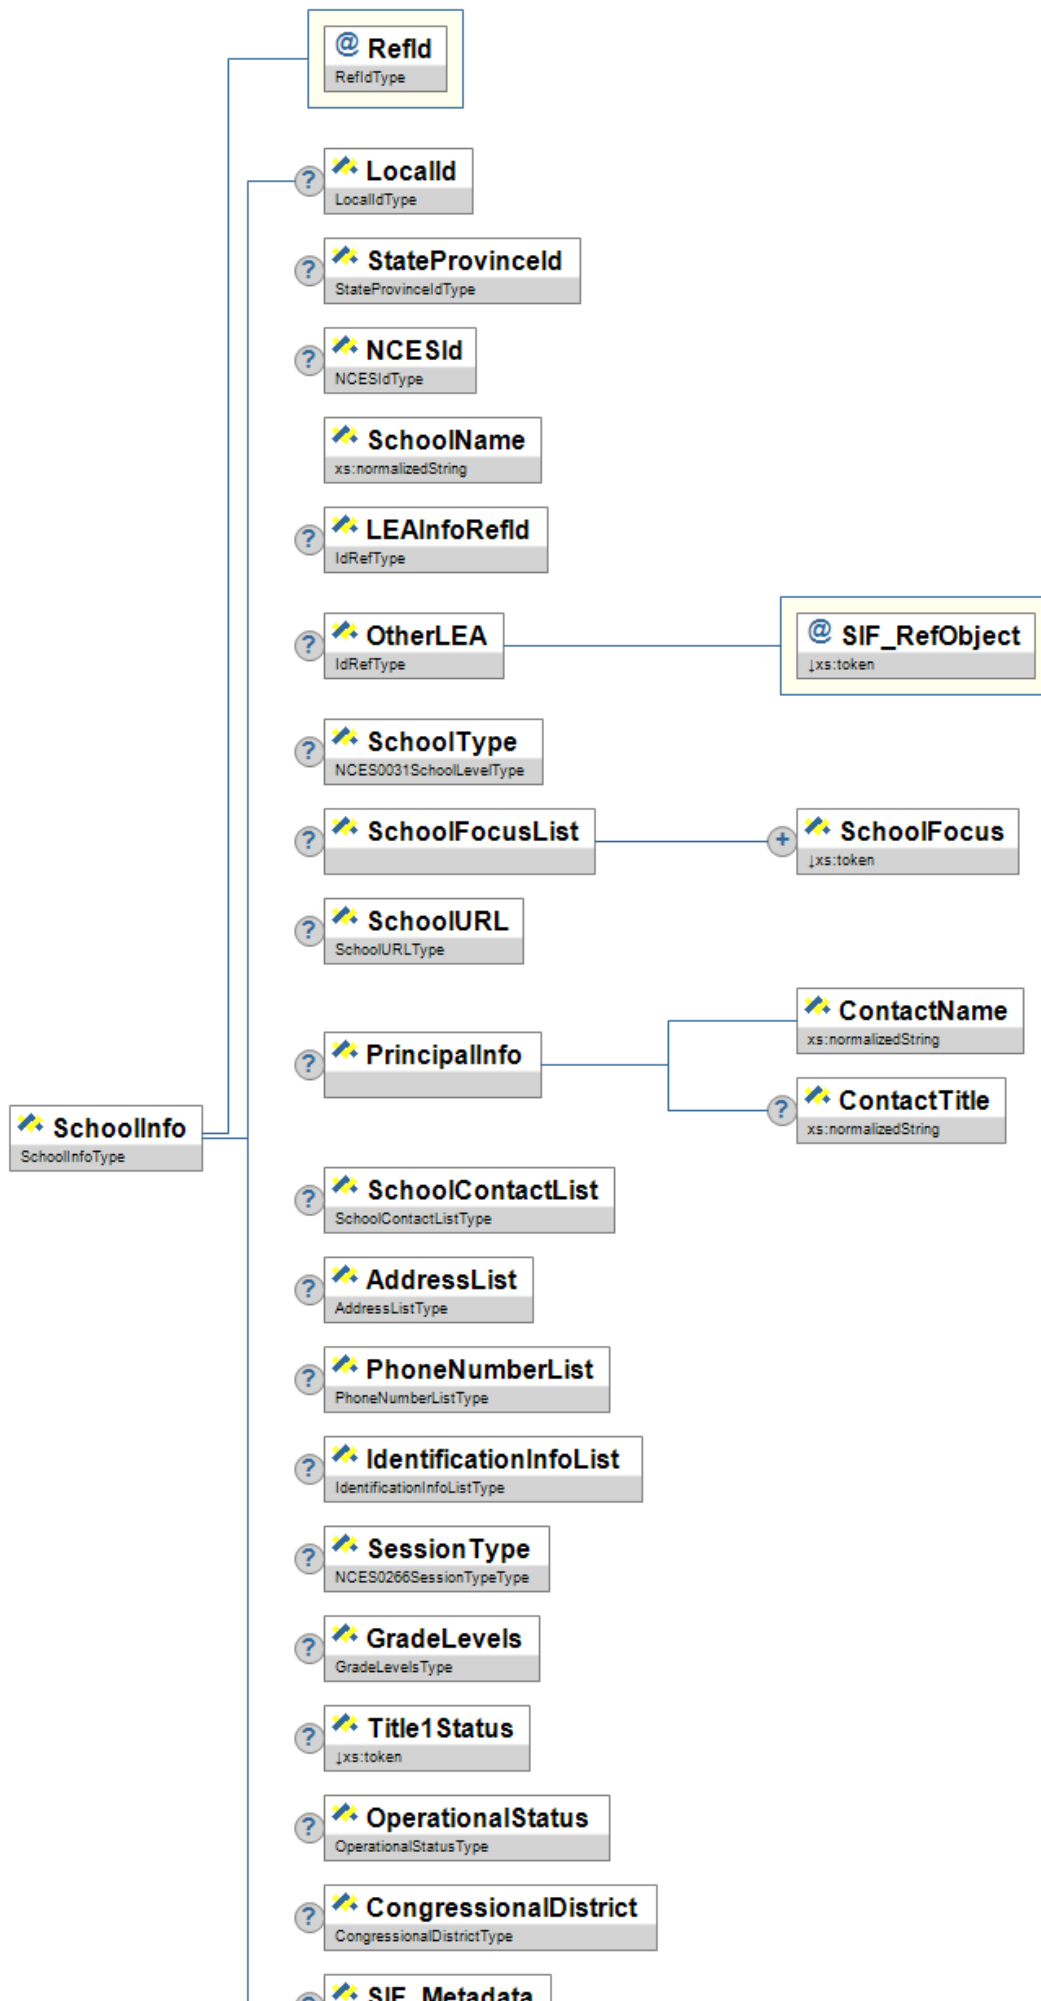 @ RefId
RefIdType
? LocalId
LocalIdType
? StateProvinceId
StateProvinceIdType
? NCESId
NCESIdType
SchoolName
xs:normalizedString
? LEAInfoRefId
IdRefType
? OtherLEA
IdRefType
@ SIF_RefObject
↓xs:token
? SchoolType
NCES0031SchoolLevelType
? SchoolFocusList
+ SchoolFocus
↓xs:token
? SchoolURL
SchoolURLType
? PrincipalInfo
ContactName
xs:normalizedString
? ContactTitle
xs:normalizedString
SchoolInfo
SchoolInfoType
? SchoolContactList
SchoolContactListType
? AddressList
AddressListType
? PhoneNumberList
PhoneNumberListType
? IdentificationInfoList
IdentificationInfoListType
? SessionType
NCES0266SessionTypeType
? GradeLevels
GradeLevelsType
? Title1Status
↓xs:token
? OperationalStatus
OperationalStatusType
? CongressionalDistrict
CongressionalDistrictType
? SIF_Metadata